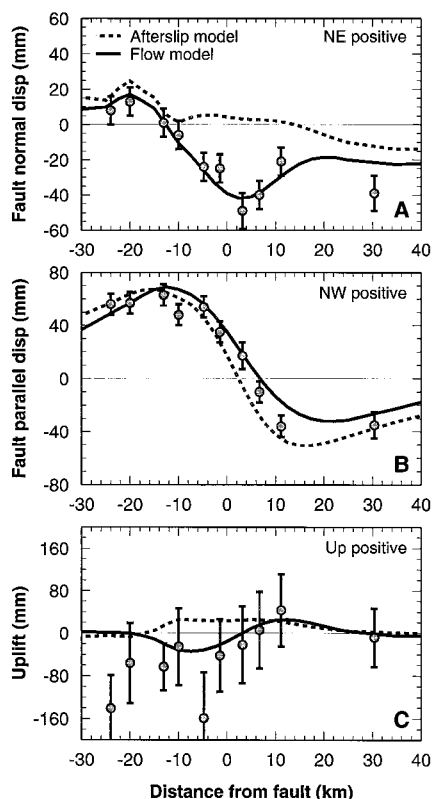 60
Afterslip model
NE positive
40
Flow model
20
0
-20
-40
-60
A
Fault normal disp (mm)
-30 -20 -10 0 10 20 30 40
80
NW positive
40
0
-40
-80
B
Fault parallel disp (mm)
-30 -20 -10 0 10 20 30 40
160
Up positive
80
0
-80
-160
C
Uplift (mm)
-30 -20 -10 0 10 20 30 40
Distance from fault (km)